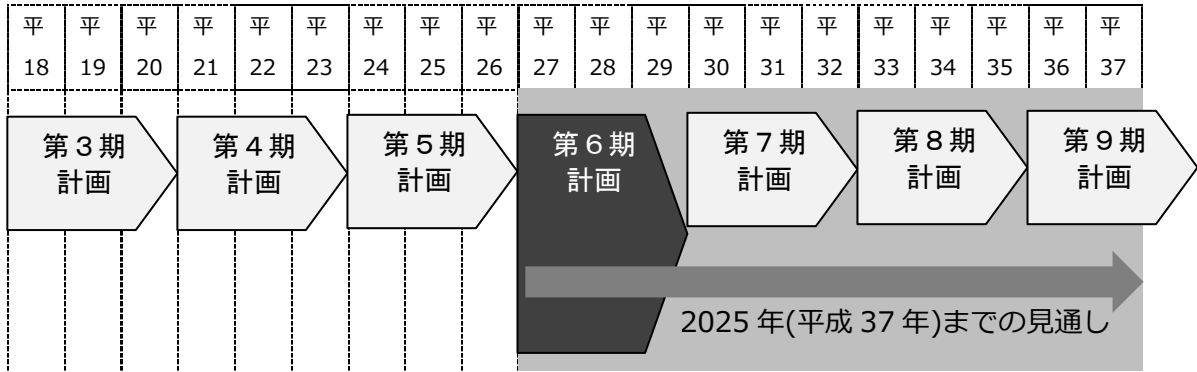 平 平 平 平 平 平 平 平 平 平 平 平 平 平 平 平 平 平 平 平
18 19 20 21 22 23 24 25 26 27 28 29 30 31 32 33 34 35 36 37
第３期
計画
第４期
計画
第５期
計画
第６期
計画
第７期
計画
第８期
計画
第９期
計画
2025 年(平成 37 年)までの見通し